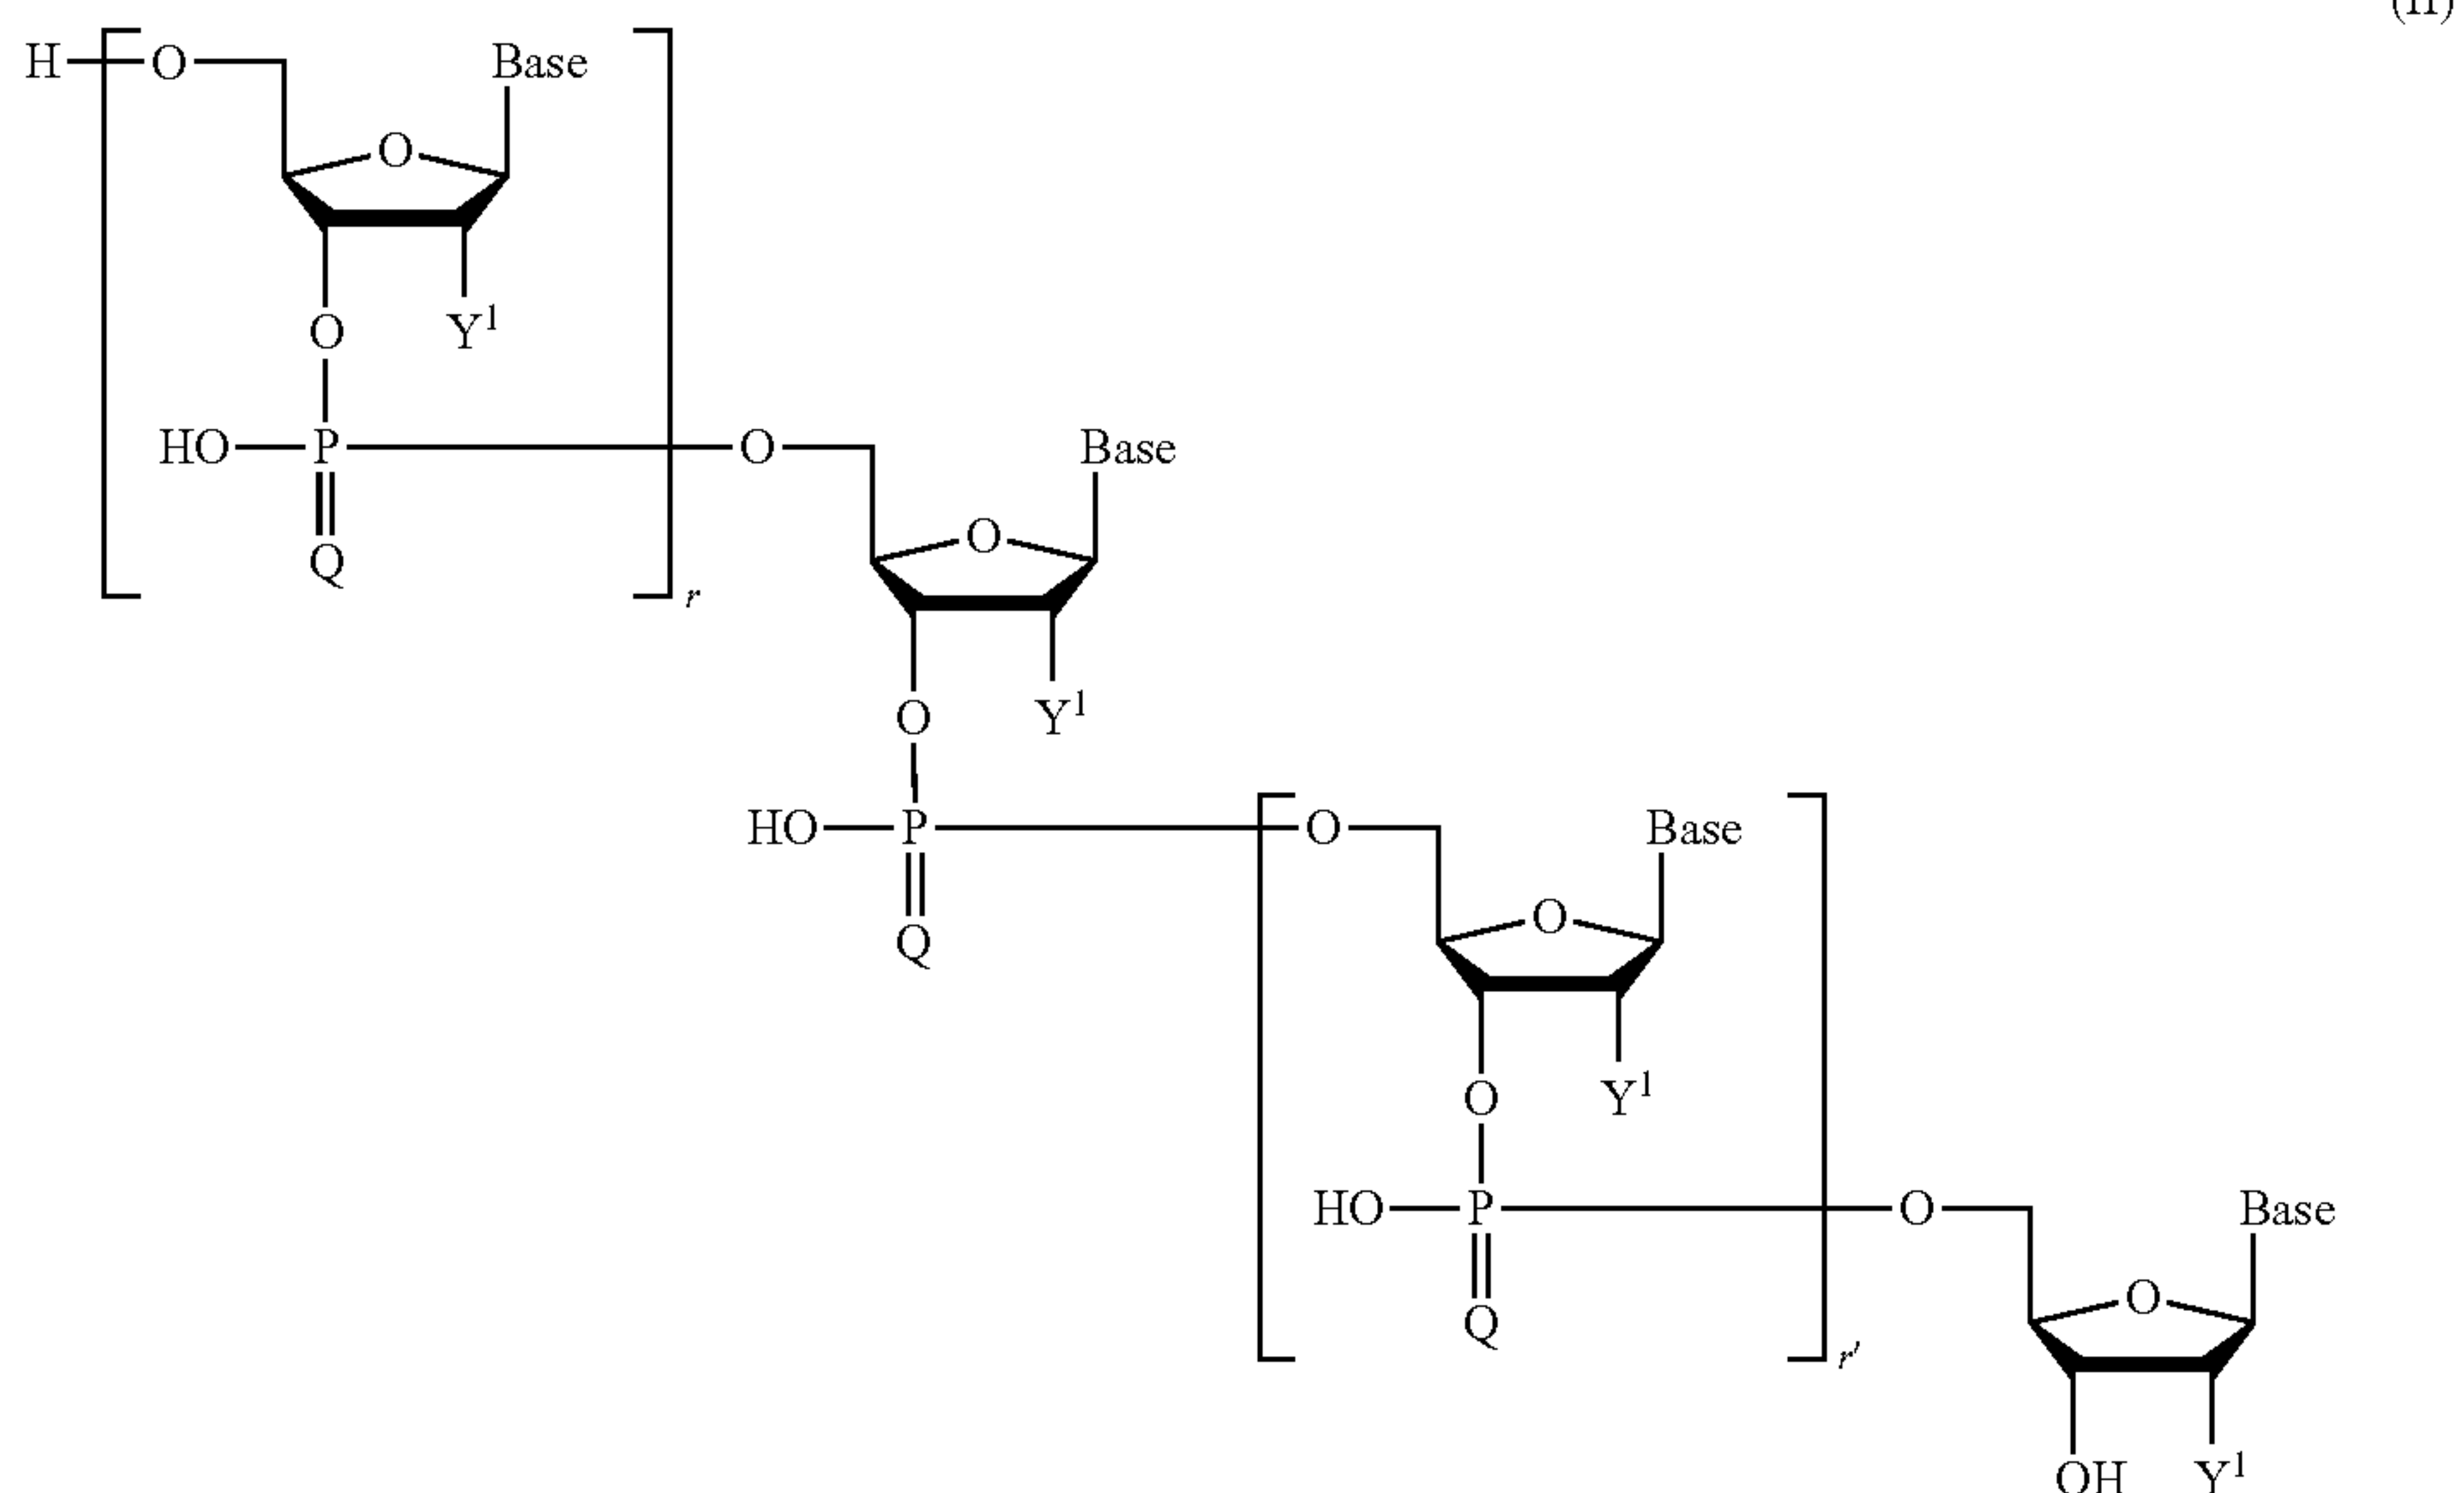 (II)
H O Base
O
O Y¹
HO P O Base
Q O
r
O Y¹
HO P O Base
Q O
O Y¹
HO P O Base
Q O
r'
OH Y¹